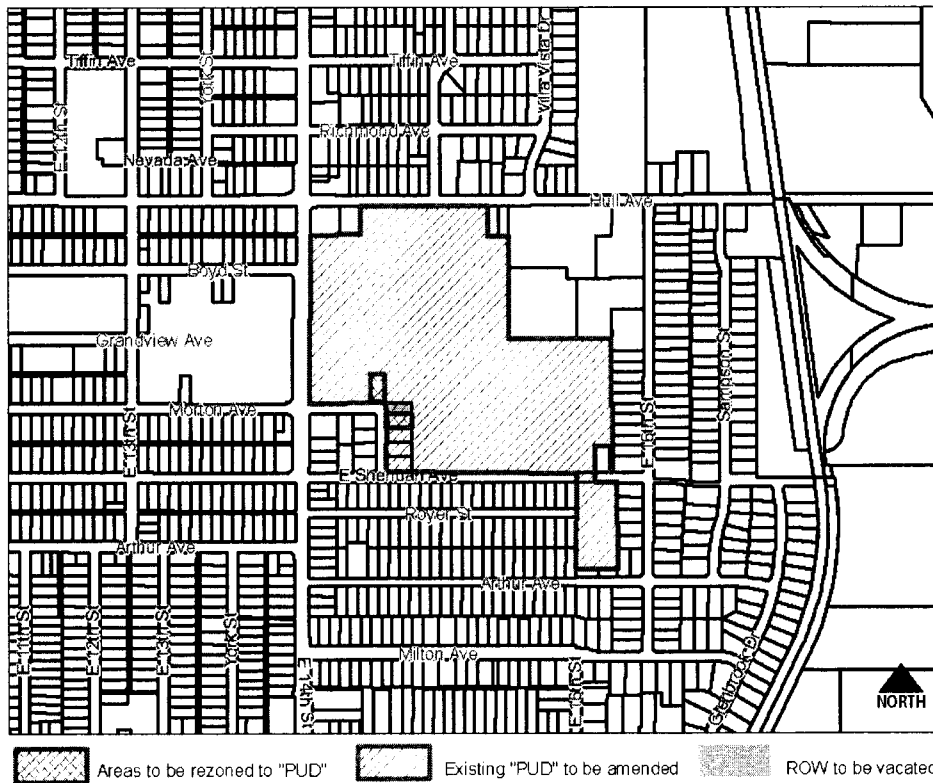 Tiffin Ave
York St
Tiffin Ave
Villa Vista Dr
E 12th St
Richmond Ave
Nevada Ave
Hull Ave
Boyd St
Grandview Ave
Morton Ave
E 13th St
E 16th St
Sampson St
E Sheridan Ave
Royer St
Arthur Ave
Arthur Ave
E 11th St
E 12th St
E 13th St
York St
E 14th St
Milton Ave
E 15th St
Glenbrook Dr
NORTH
Areas to be rezoned to "PUD"
Existing "PUD" to be amended
ROW to be vacated